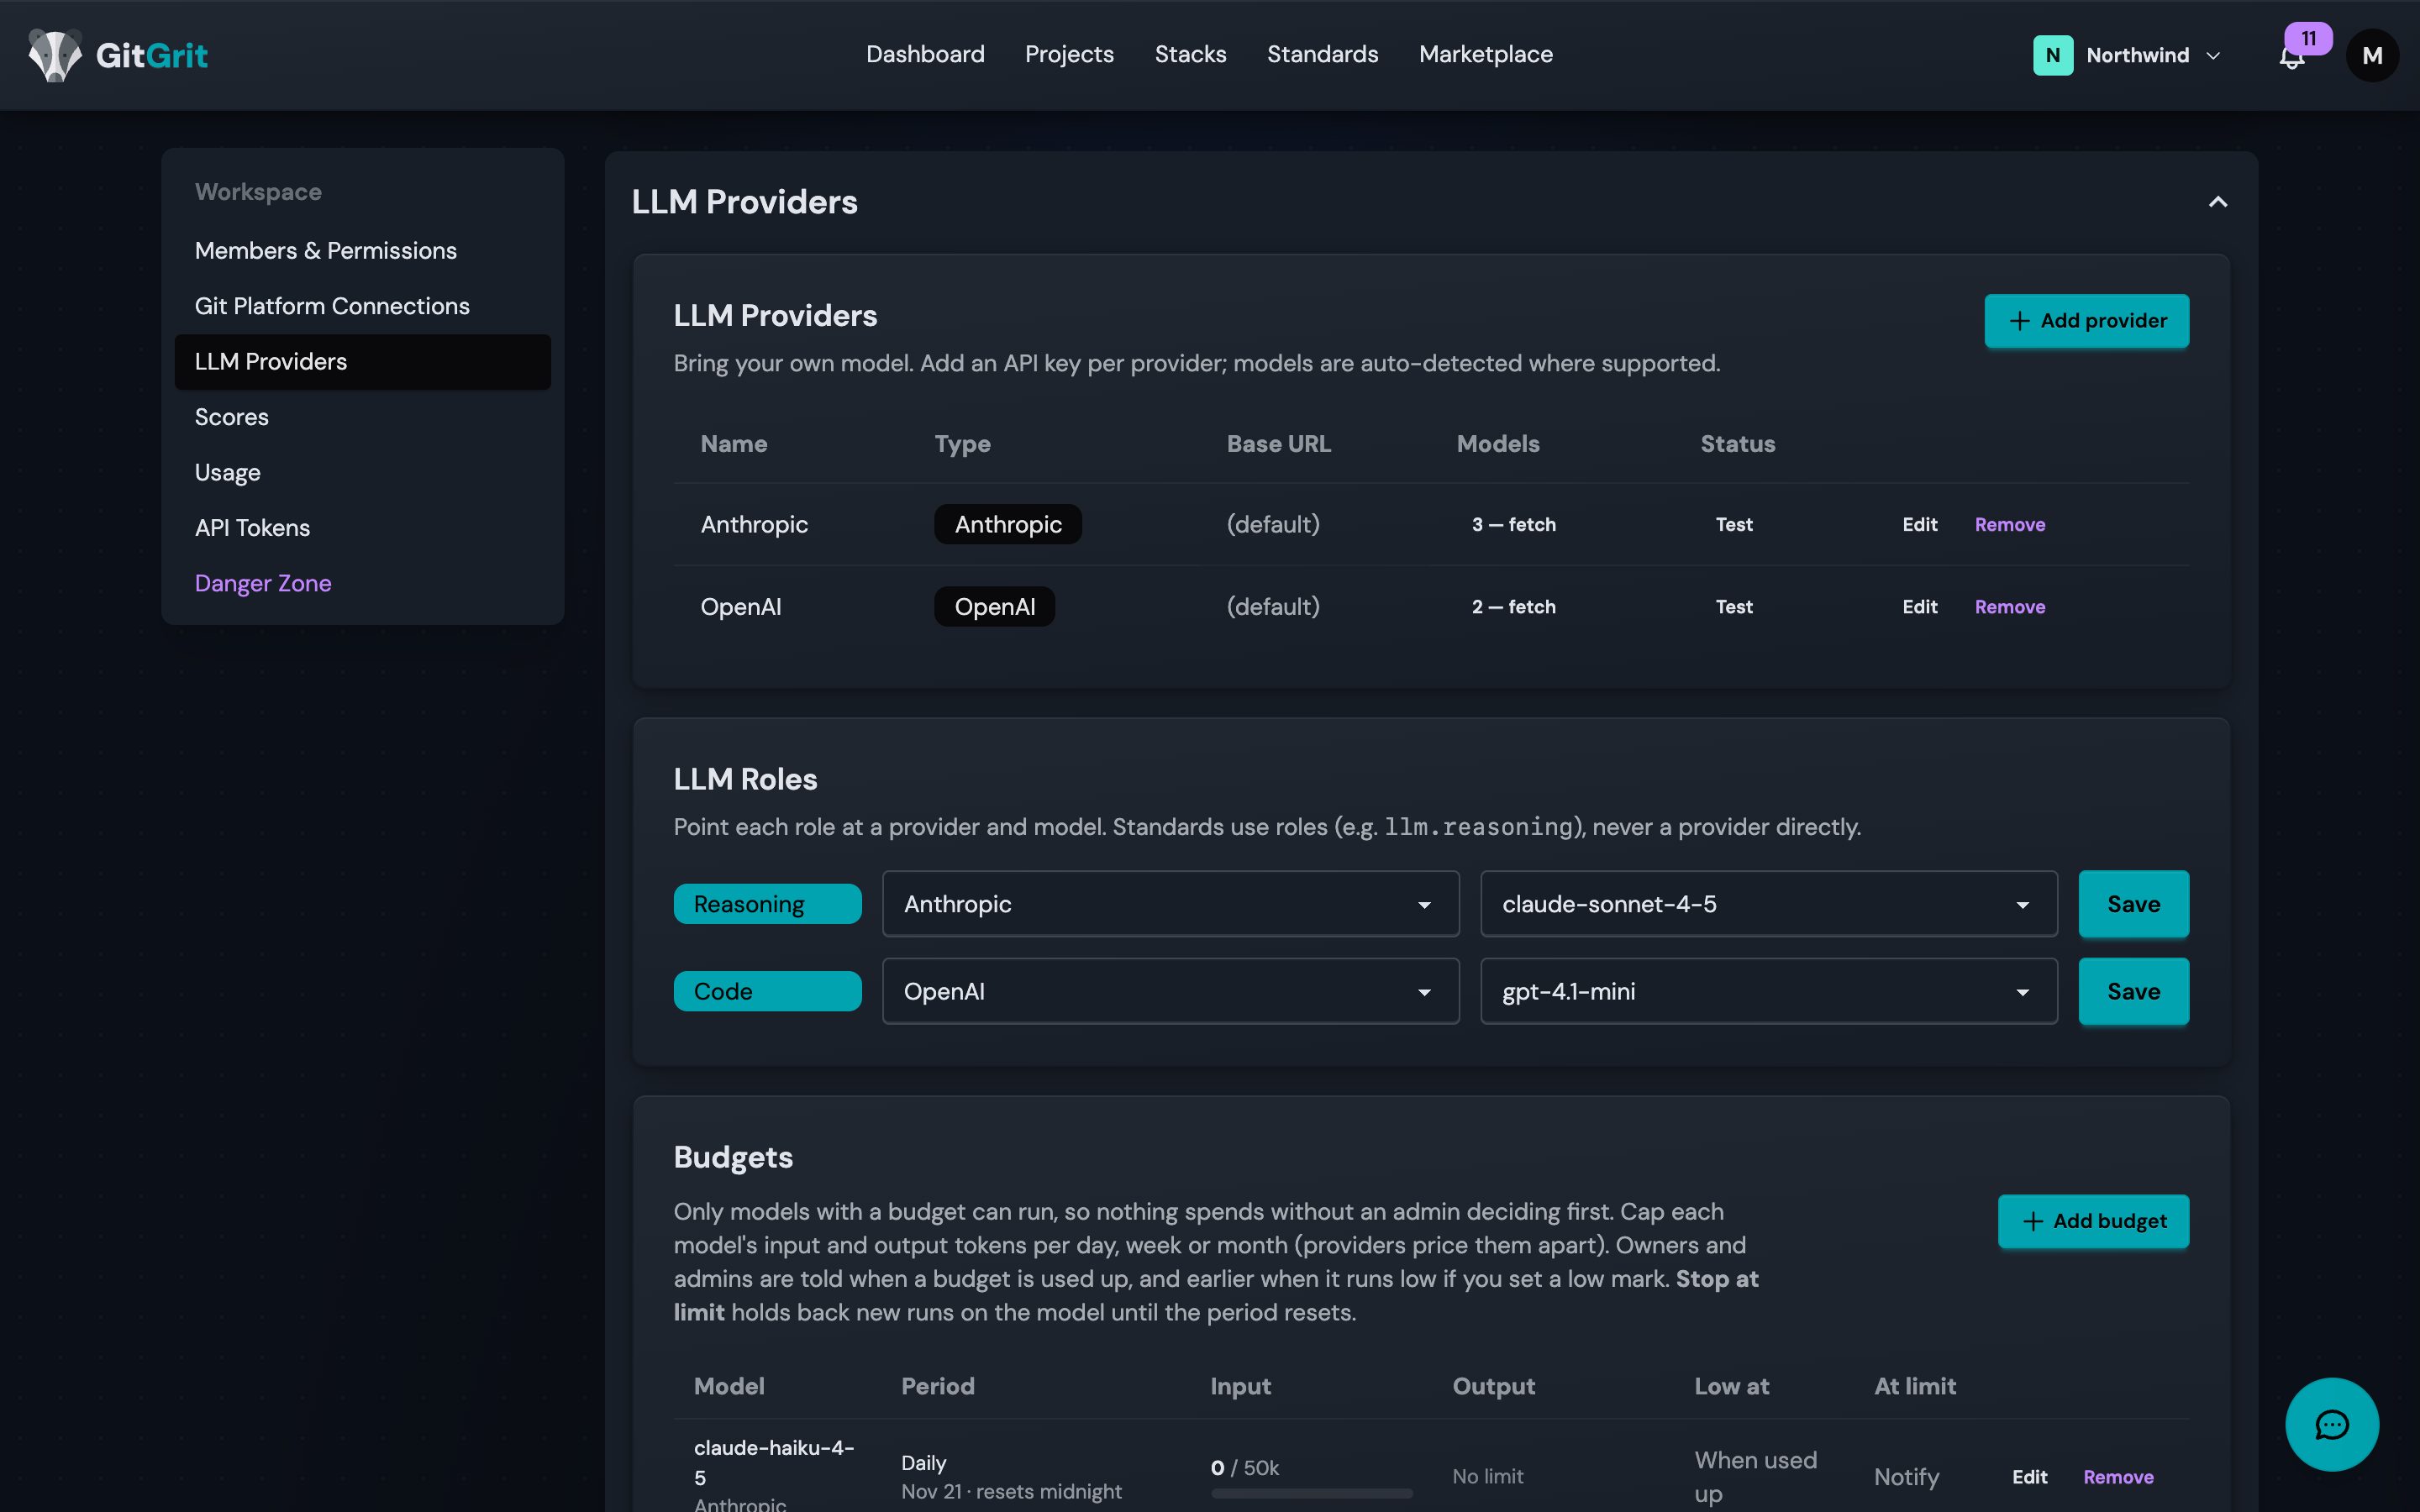 GitGrit
Dashboard
Projects
Stacks
Standards
Marketplace
N
Northwind
11
M
Workspace
Members & Permissions
Git Platform Connections
LLM Providers
Scores
Usage
API Tokens
Danger Zone
LLM Providers
LLM Providers
Bring your own model. Add an API key per provider; models are auto-detected where supported.
Add provider
Name Type Base URL Models Status
Anthropic Anthropic (default) 3 — fetch Test Edit Remove
OpenAI OpenAI (default) 2 — fetch Test Edit Remove
LLM Roles
Point each role at a provider and model. Standards use roles (e.g. llm.reasoning), never a provider directly.
Reasoning Anthropic claude-sonnet-4-5 Save
Code OpenAI gpt-4.1-mini Save
Budgets
Only models with a budget can run, so nothing spends without an admin deciding first. Cap each
model's input and output tokens per day, week or month (providers price them apart). Owners and
admins are told when a budget is used up, and earlier when it runs low if you set a low mark. Stop at
limit holds back new runs on the model until the period resets.
Add budget
Model Period Input Output Low at At limit
claude-haiku-4-
5
Anthropic
Daily
Nov 21 · resets midnight
0 / 50k
No limit
When used
up
Notify
Edit
Remove